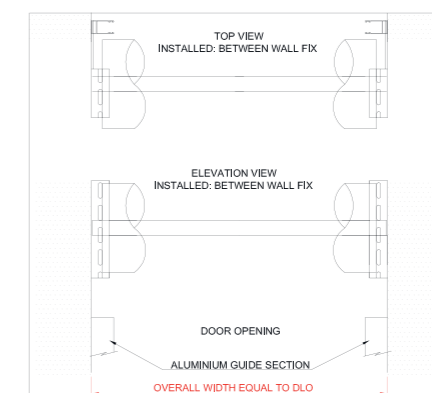 TOP VIEW
INSTALLED: BETWEEN WALL FIX
ELEVATION VIEW
INSTALLED: BETWEEN WALL FIX
DOOR OPENING
ALUMINIUM GUIDE SECTION
OVERALL WIDTH EQUAL TO DLO